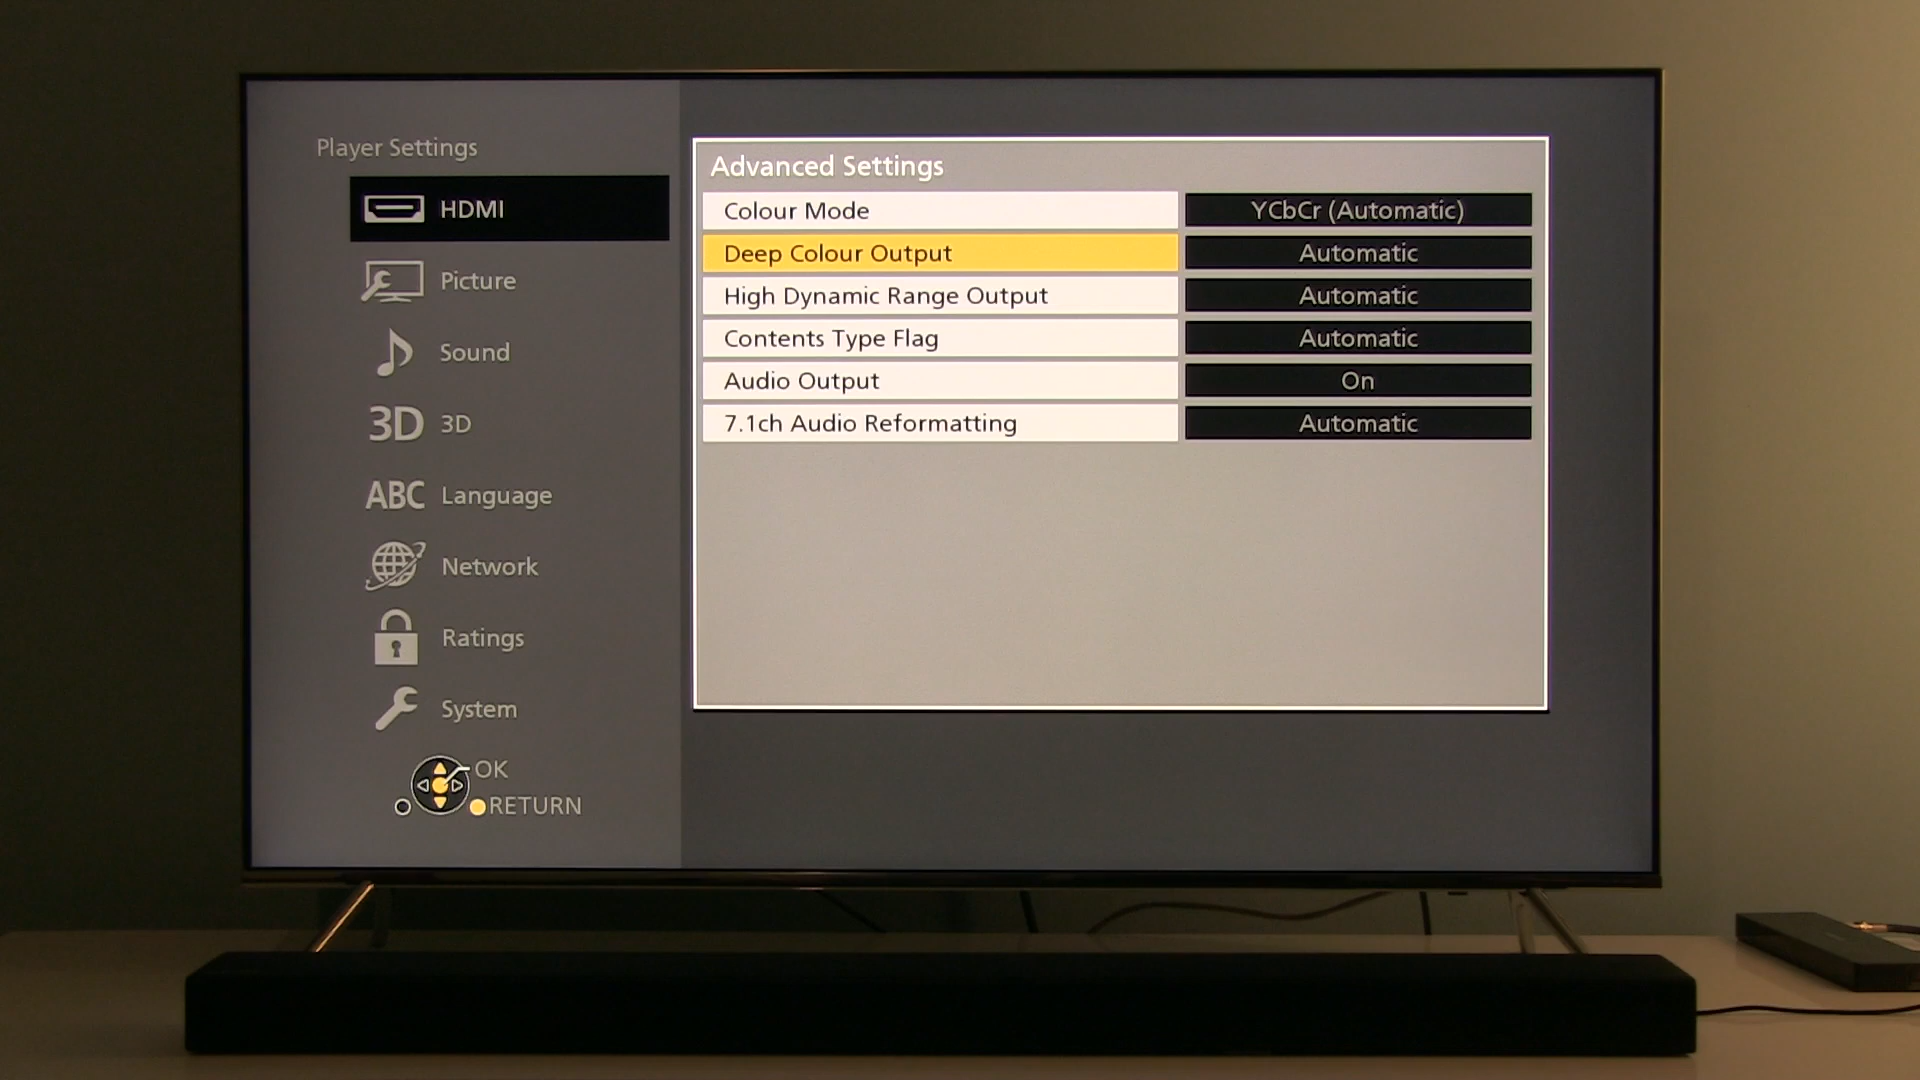 Player Settings
HDMI
Picture
Sound
3D 3D
ABC Language
Network
Ratings
System
OK
RETURN
Advanced Settings
Colour Mode YCbCr (Automatic)
Deep Colour Output Automatic
High Dynamic Range Output Automatic
Contents Type Flag Automatic
Audio Output On
7.1ch Audio Reformatting Automatic